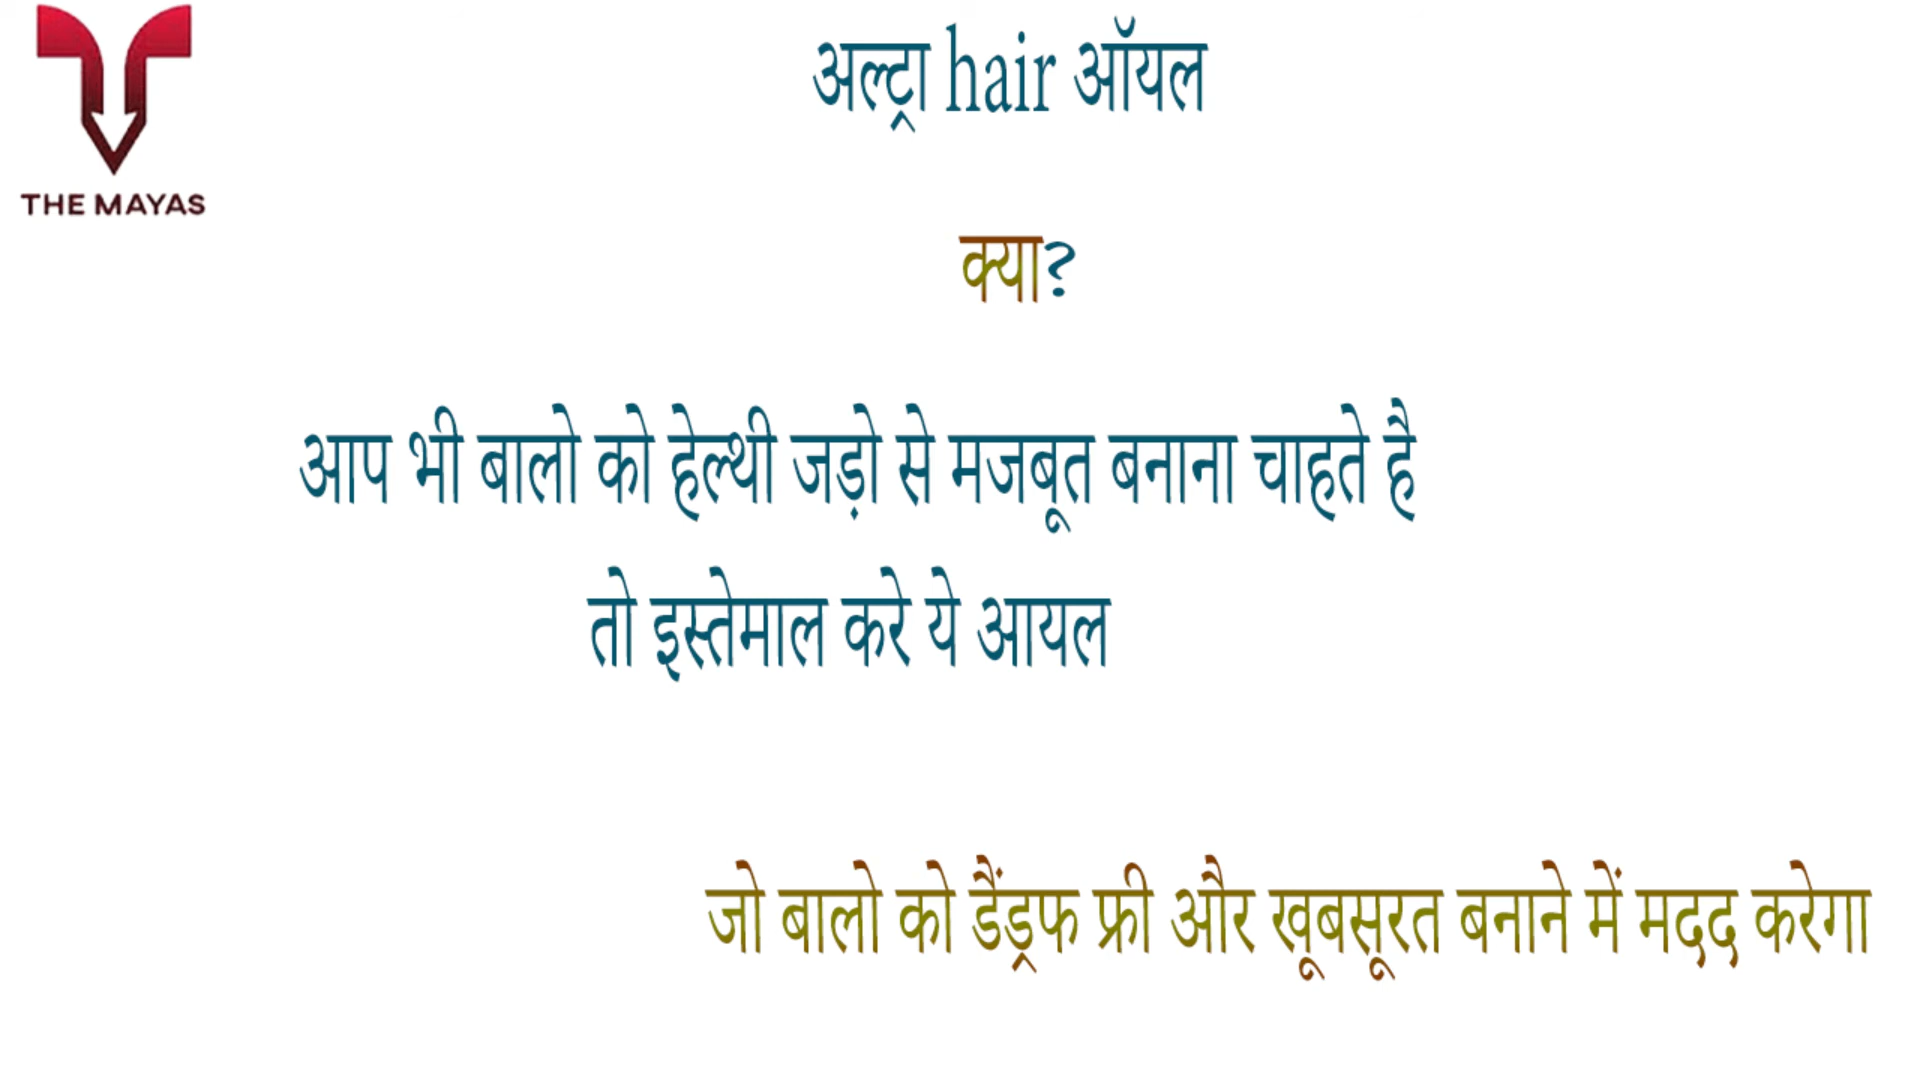 THE MAYAS
अल्ट्रा hair ऑयल
क्या?
आप भी बालो को हेल्थी जड़ो से मजबूत बनाना चाहते है
तो इस्तेमाल करे ये आयल
जो बालो को डैंड्रफ फ्री और खूबसूरत बनाने में मदद करेगा